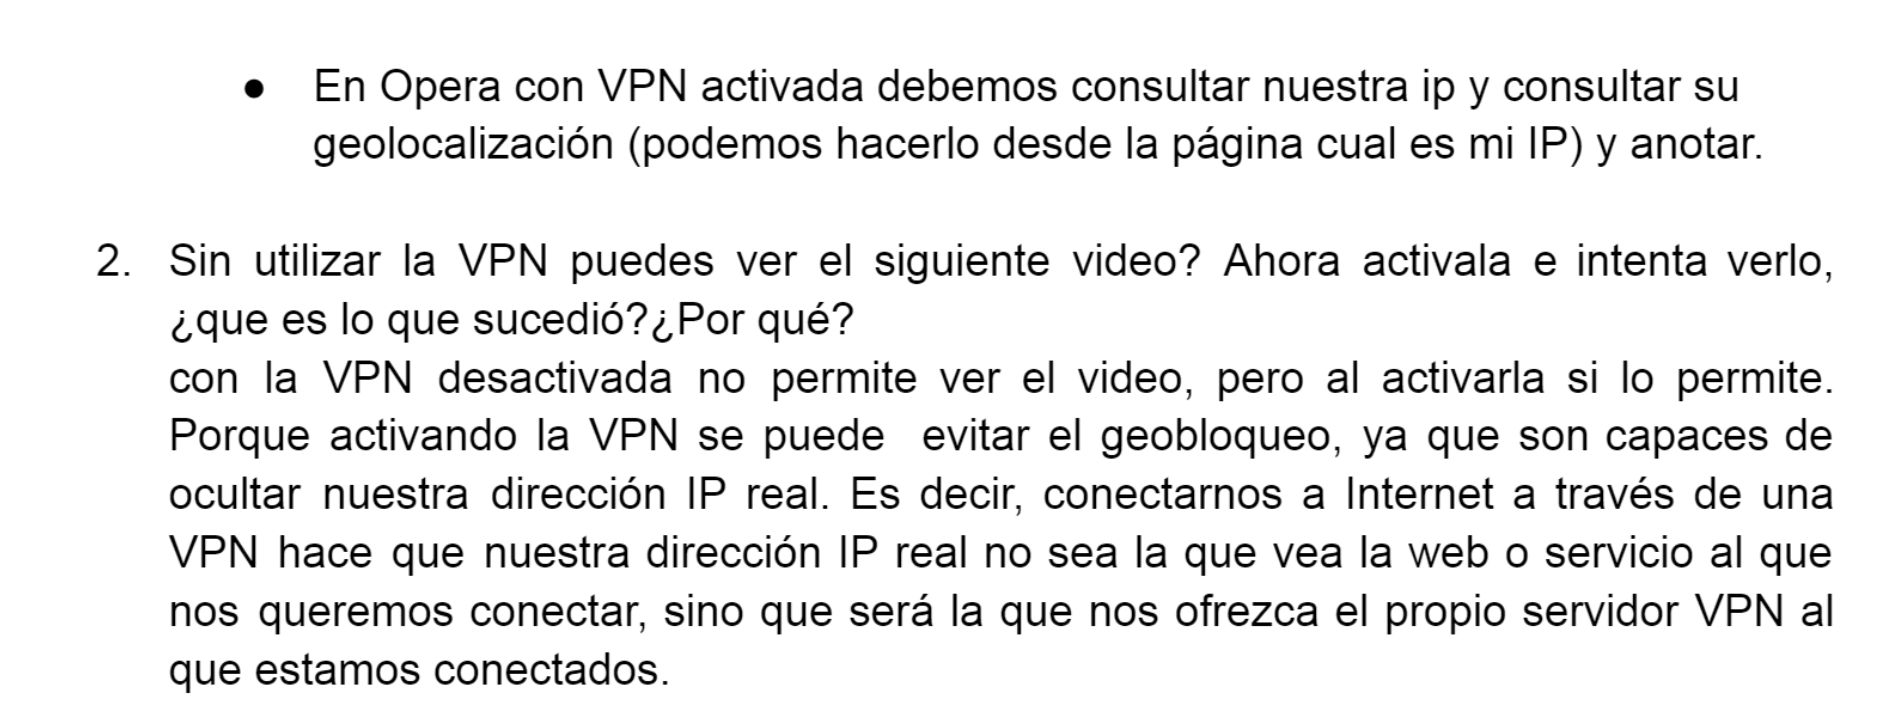 ● En Opera con VPN activada debemos consultar nuestra ip y consultar su
geolocalización (podemos hacerlo desde la página cual es mi IP) y anotar.
2. Sin utilizar la VPN puedes ver el siguiente video? Ahora activala e intenta verlo,
¿que es lo que sucedió?¿Por qué?
con la VPN desactivada no permite ver el video, pero al activarla si lo permite.
Porque activando la VPN se puede  evitar el geobloqueo, ya que son capaces de
ocultar nuestra dirección IP real. Es decir, conectarnos a Internet a través de una
VPN hace que nuestra dirección IP real no sea la que vea la web o servicio al que
nos queremos conectar, sino que será la que nos ofrezca el propio servidor VPN al
que estamos conectados.